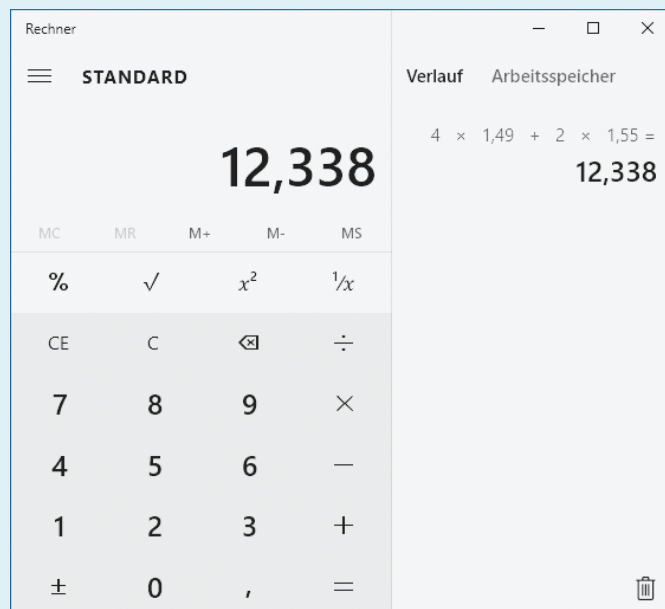 Rechner
STANDARD
Verlauf Arbeitsspeicher
4 × 1,49 + 2 × 1,55 =
12,338
12,338
MC MR M+ M- MS
% √ x² ¹/x
CE C ÷
7 8 9 ×
4 5 6 −
1 2 3 +
± 0 , =